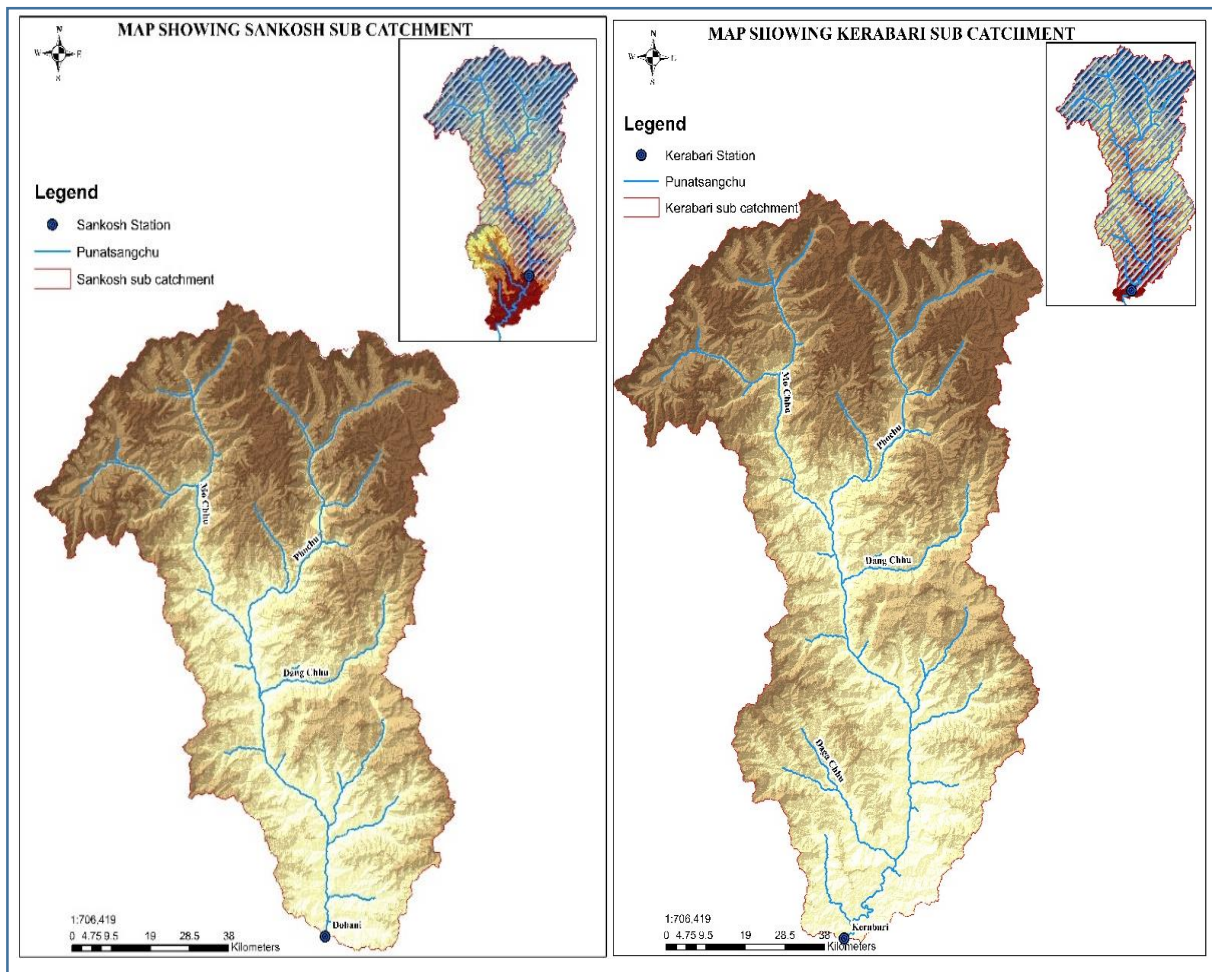 MAP SHOWING SANKOSH SUB CATCHMENT
N
W E
S
Legend
Sankosh Station
Punatsangchu
Sankosh sub catchment
Mo Chhu
Phochu
Dang Chhu
Dobani
1:706,419
0 4.75 9.5 19 28.5 38
Kilometers
MAP SHOWING KERABARI SUB CATCHMENT
N
W E
S
Legend
Kerabari Station
Punatsangchu
Kerabari sub catchment
Mo Chhu
Phochu
Dang Chhu
Daga Chhu
1:706,419
0 4.75 9.5 19 28.5 38
Kilometers